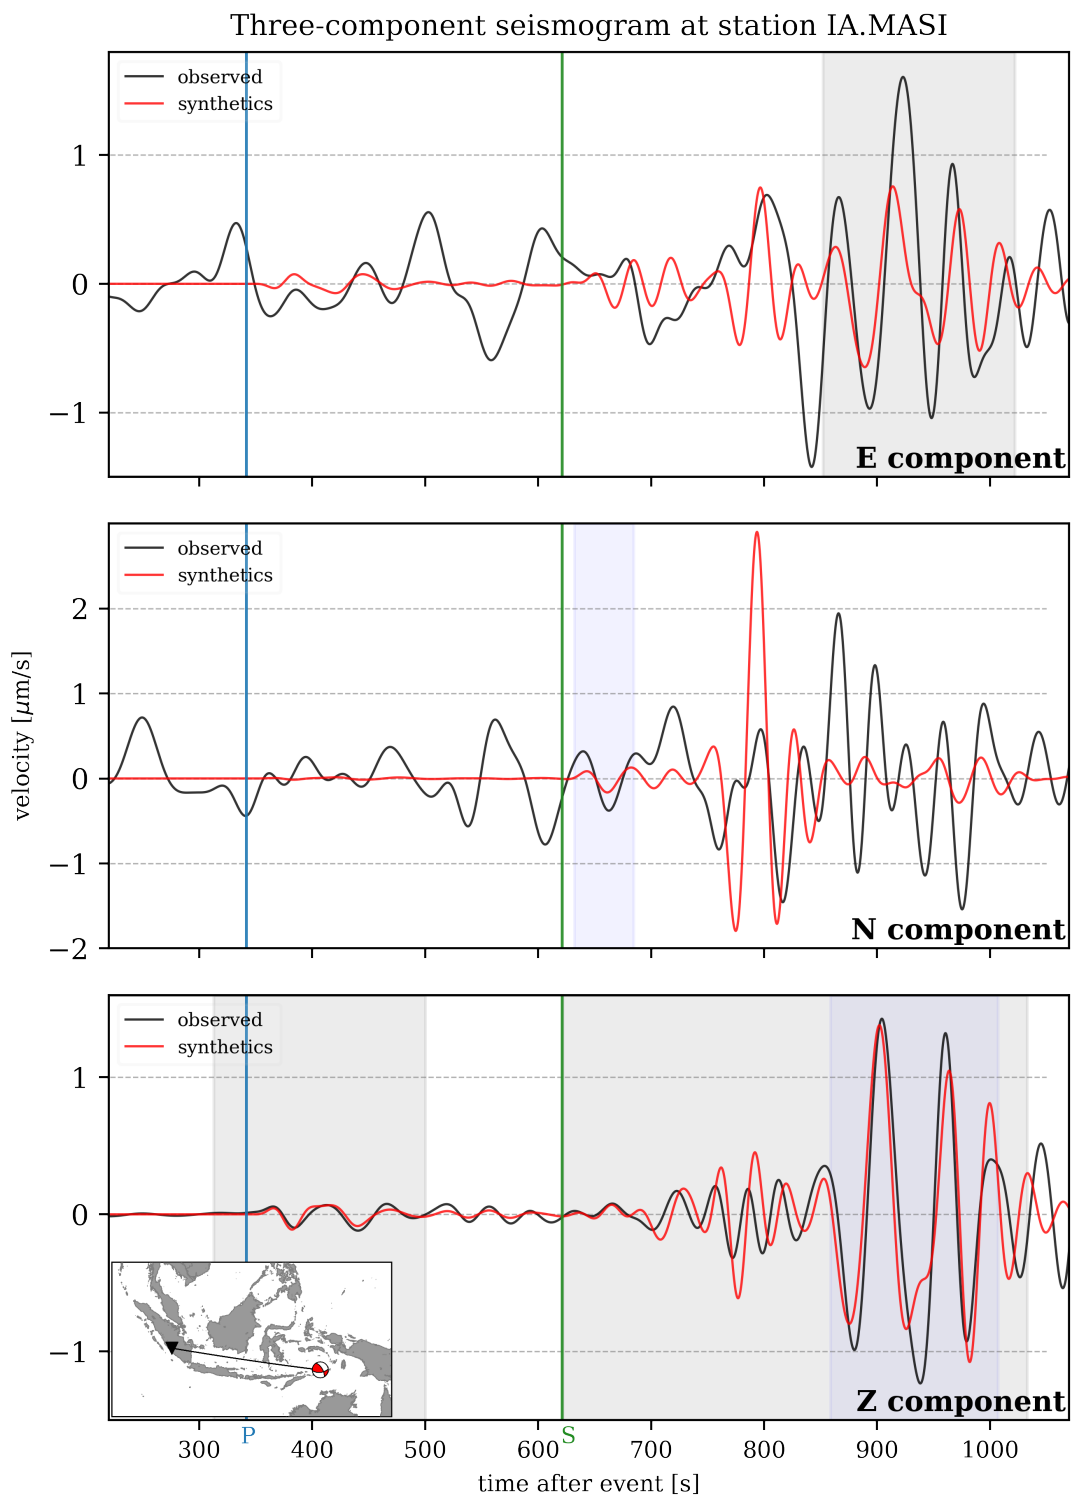 Three-component seismogram at station IA.MASI
observed
synthetics
1
0
−1
E component
observed
synthetics
2
1
0
−1
−2
N component
velocity [μm/s]
observed
synthetics
1
0
−1
Z component
300
P
400
500
600
S
700
800
900
1000
time after event [s]